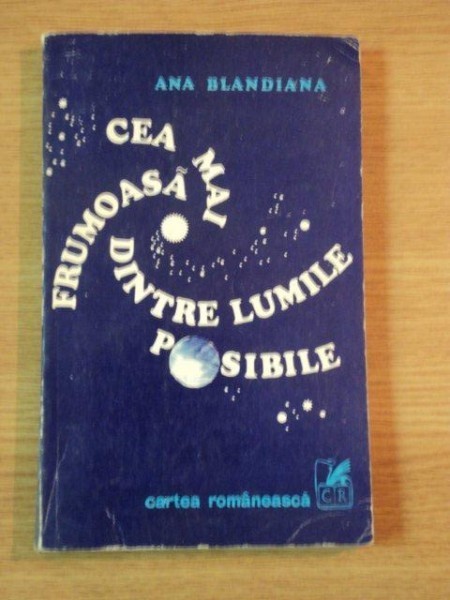 ANA BLANDIANA
CEA MAI
FRUMOASĂ
DINTRE LUMILE
POSIBILE
cartea românească
CR